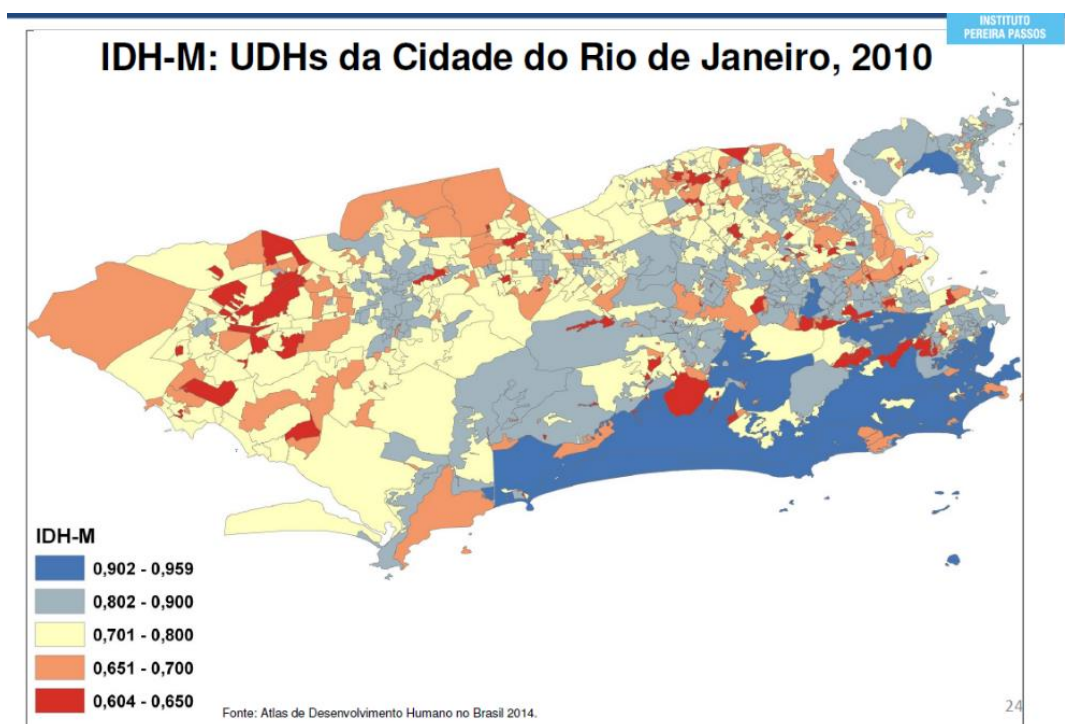 INSTITUTO
PEREIRA PASSOS
IDH-M: UDHs da Cidade do Rio de Janeiro, 2010
IDH-M
0,902 - 0,959
0,802 - 0,900
0,701 - 0,800
0,651 - 0,700
0,604 - 0,650
Fonte: Atlas de Desenvolvimento Humano no Brasil 2014.
24